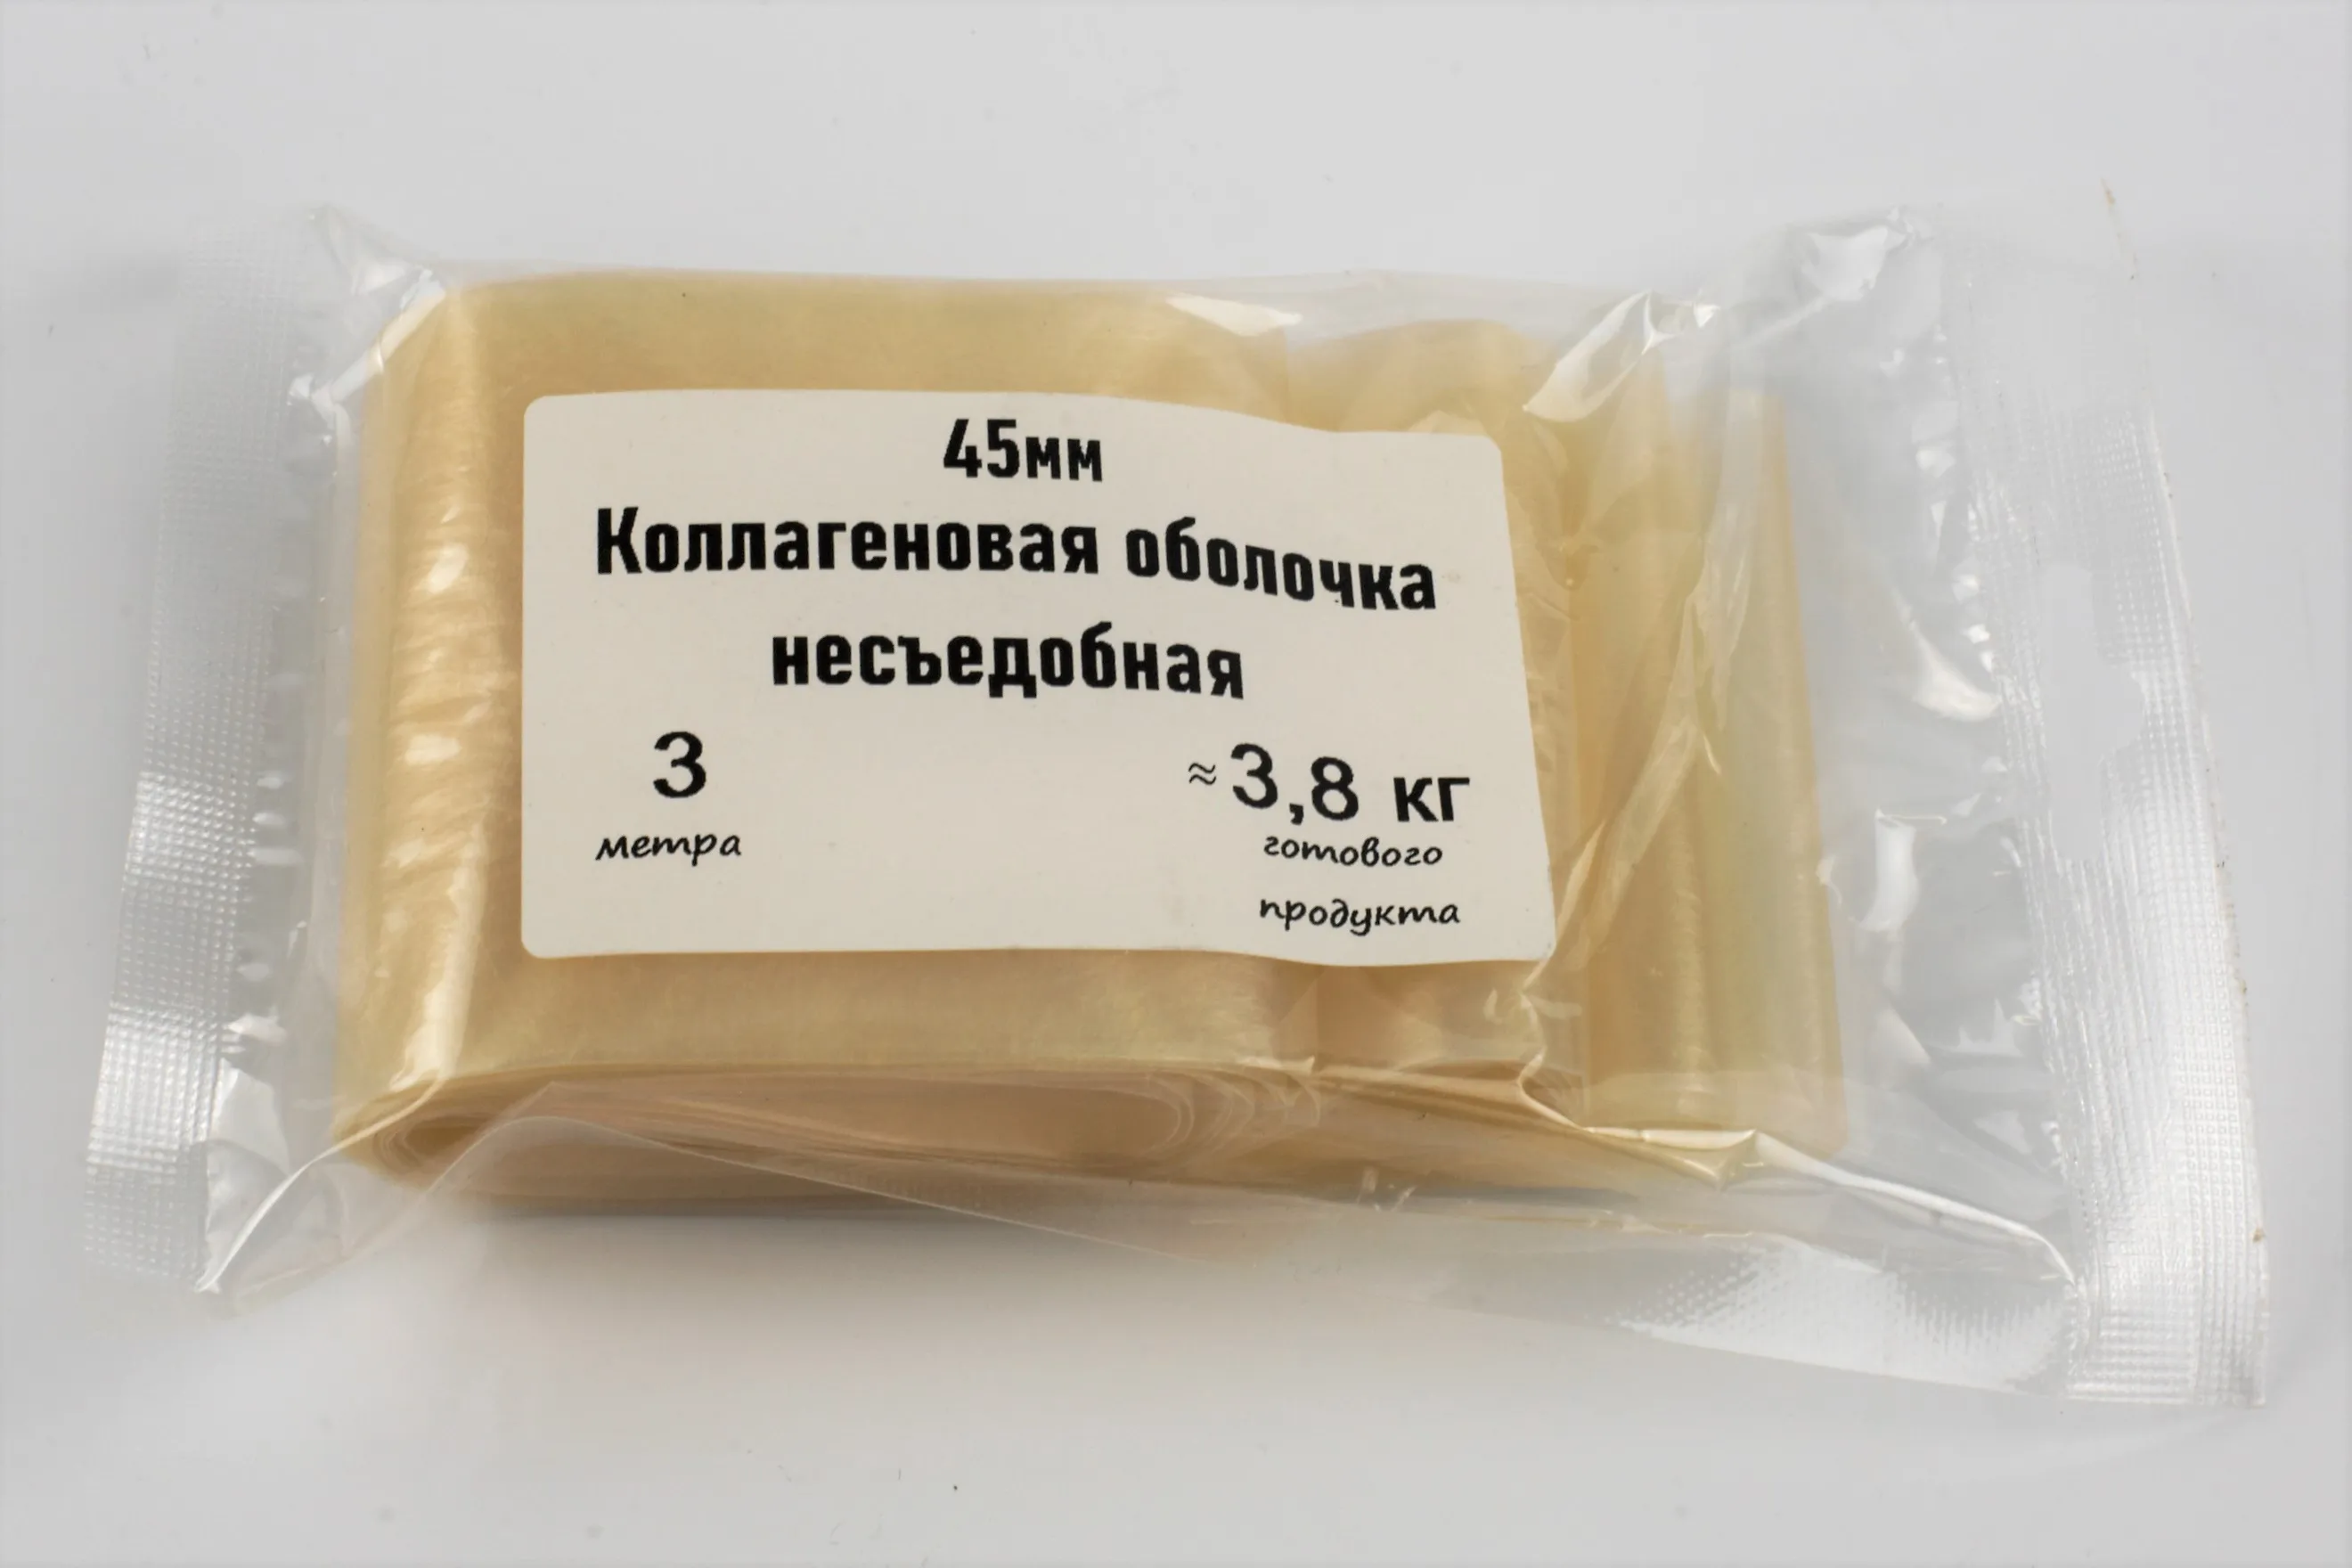 45мм
Коллагеновая оболочка
несъедобная
3 ≈3,8 кг
метра готового
продукта